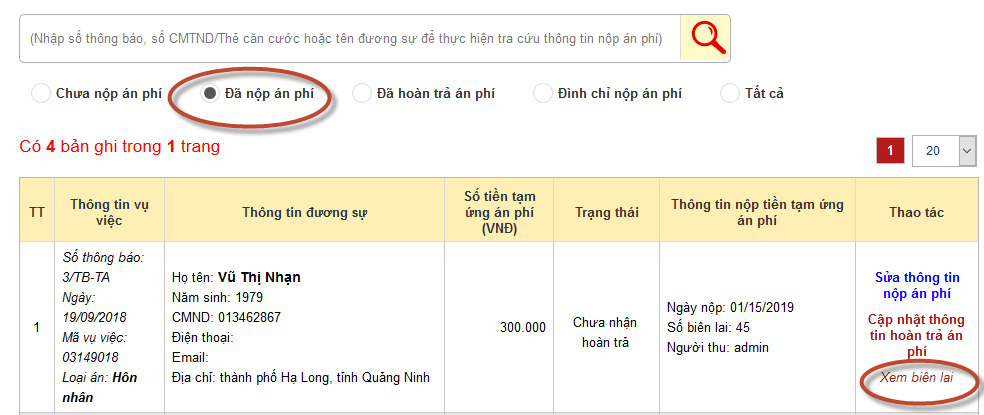 (Nhập số thông báo, số CMTND/Thẻ căn cước hoặc tên đương sự để thực hiện tra cứu thông tin nộp án phí)
Chưa nộp án phí Đã nộp án phí Đã hoàn trả án phí Đình chỉ nộp án phí Tất cả
Có 4 bản ghi trong 1 trang
1 20
TT
Thông tin vụ
việc
Thông tin đương sự
Số tiền tạm
ứng án phí
(VNĐ)
Trạng thái
Thông tin nộp tiền tạm ứng
án phí
Thao tác
1
Số thông báo:
3/TB-TA
Ngày:
19/09/2018
Mã vụ việc:
03149018
Loại án: Hôn
nhân
Họ tên: Vũ Thị Nhạn
Năm sinh: 1979
CMND: 013462867
Điện thoại:
Email:
Địa chỉ: thành phố Hạ Long, tỉnh Quảng Ninh
300.000
Chưa nhận
hoàn trả
Ngày nộp: 01/15/2019
Số biên lai: 45
Người thu: admin
Sửa thông tin
nộp án phí
Cập nhật thông
tin hoàn trả án
phí
Xem biên lai